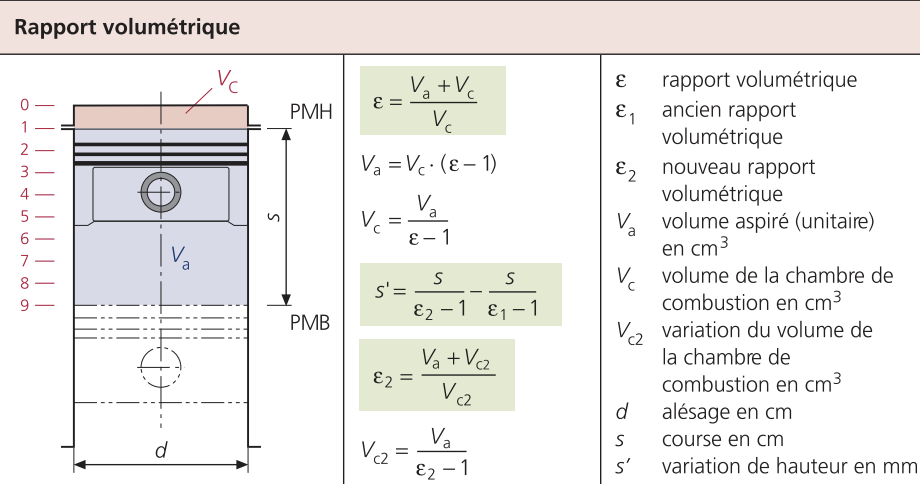 Rapport volumétrique
V_C
0
1
2
3
4
5
6
7
8
9
PMH
s
V_a
PMB
d
ε = (V_a + V_c) / V_c
V_a = V_c · (ε – 1)
V_c = V_a / (ε – 1)
s' = s / (ε_2 – 1) – s / (ε_1 – 1)
ε_2 = (V_a + V_c2) / V_c2
V_c2 = V_a / (ε_2 – 1)
ε rapport volumétrique
ε_1 ancien rapport
volumétrique
ε_2 nouveau rapport
volumétrique
V_a volume aspiré (unitaire)
en cm³
V_c volume de la chambre de
combustion en cm³
V_c2 variation du volume de
la chambre de
combustion en cm³
d alésage en cm
s course en cm
s′ variation de hauteur en mm